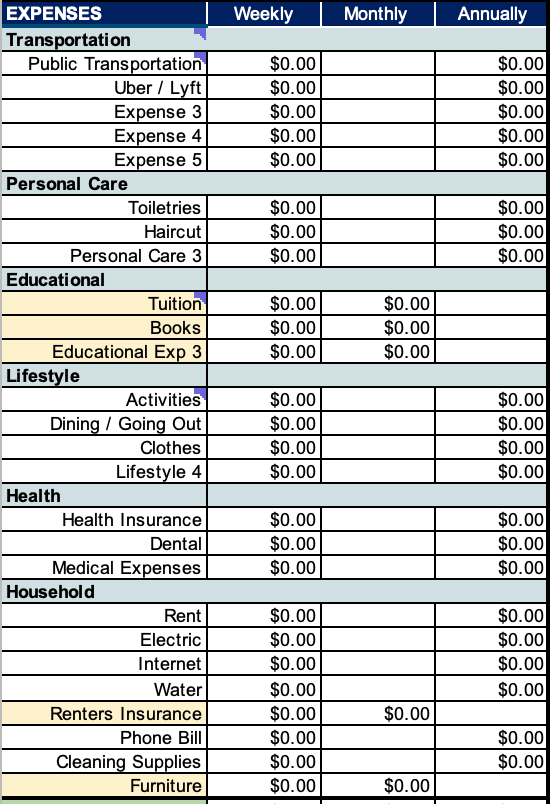 EXPENSES Weekly Monthly Annually
Transportation
Public Transportation $0.00 $0.00
Uber / Lyft $0.00 $0.00
Expense 3 $0.00 $0.00
Expense 4 $0.00 $0.00
Expense 5 $0.00 $0.00
Personal Care
Toiletries $0.00 $0.00
Haircut $0.00 $0.00
Personal Care 3 $0.00 $0.00
Educational
Tuition $0.00 $0.00
Books $0.00 $0.00
Educational Exp 3 $0.00 $0.00
Lifestyle
Activities $0.00 $0.00
Dining / Going Out $0.00 $0.00
Clothes $0.00 $0.00
Lifestyle 4 $0.00 $0.00
Health
Health Insurance $0.00 $0.00
Dental $0.00 $0.00
Medical Expenses $0.00 $0.00
Household
Rent $0.00 $0.00
Electric $0.00 $0.00
Internet $0.00 $0.00
Water $0.00 $0.00
Renters Insurance $0.00 $0.00
Phone Bill $0.00 $0.00
Cleaning Supplies $0.00 $0.00
Furniture $0.00 $0.00